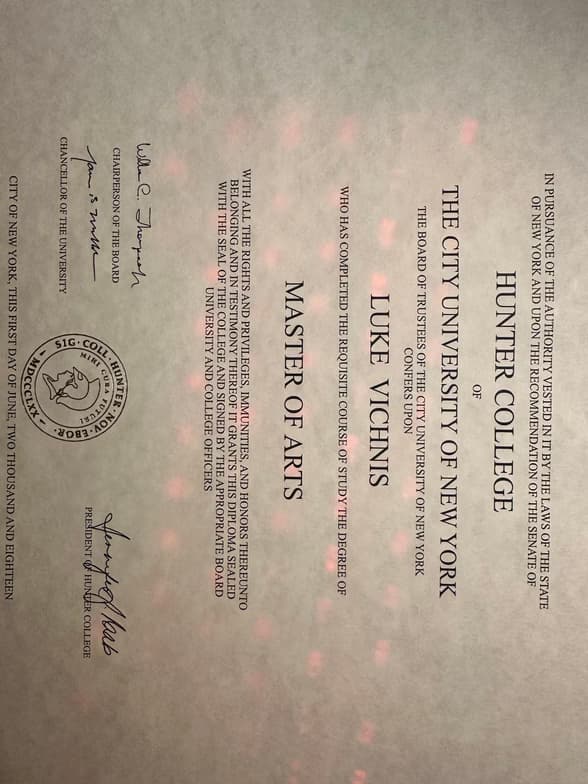 IN PURSUANCE OF THE AUTHORITY VESTED IN IT BY THE LAWS OF THE STATE
OF NEW YORK AND UPON THE RECOMMENDATION OF THE SENATE OF
HUNTER COLLEGE
OF
THE CITY UNIVERSITY OF NEW YORK
THE BOARD OF TRUSTEES OF THE CITY UNIVERSITY OF NEW YORK
CONFERS UPON
LUKE VICHNIS
WHO HAS COMPLETED THE REQUISITE COURSE OF STUDY THE DEGREE OF
MASTER OF ARTS
WITH ALL THE RIGHTS AND PRIVILEGES, IMMUNITIES, AND HONORS THEREUNTO
BELONGING AND IN TESTIMONY THEREOF IT GRANTS THIS DIPLOMA SEALED
WITH THE SEAL OF THE COLLEGE AND SIGNED BY THE APPROPRIATE BOARD
UNIVERSITY AND COLLEGE OFFICERS
CHAIRPERSON OF THE BOARD
CHANCELLOR OF THE UNIVERSITY
SIG·COLL·HUNTER·NOV·EBOR·
MDCCCLXX
MIHI CURA FUTURI
PRESIDENT OF HUNTER COLLEGE
CITY OF NEW YORK, THIS FIRST DAY OF JUNE, TWO THOUSAND AND EIGHTEEN